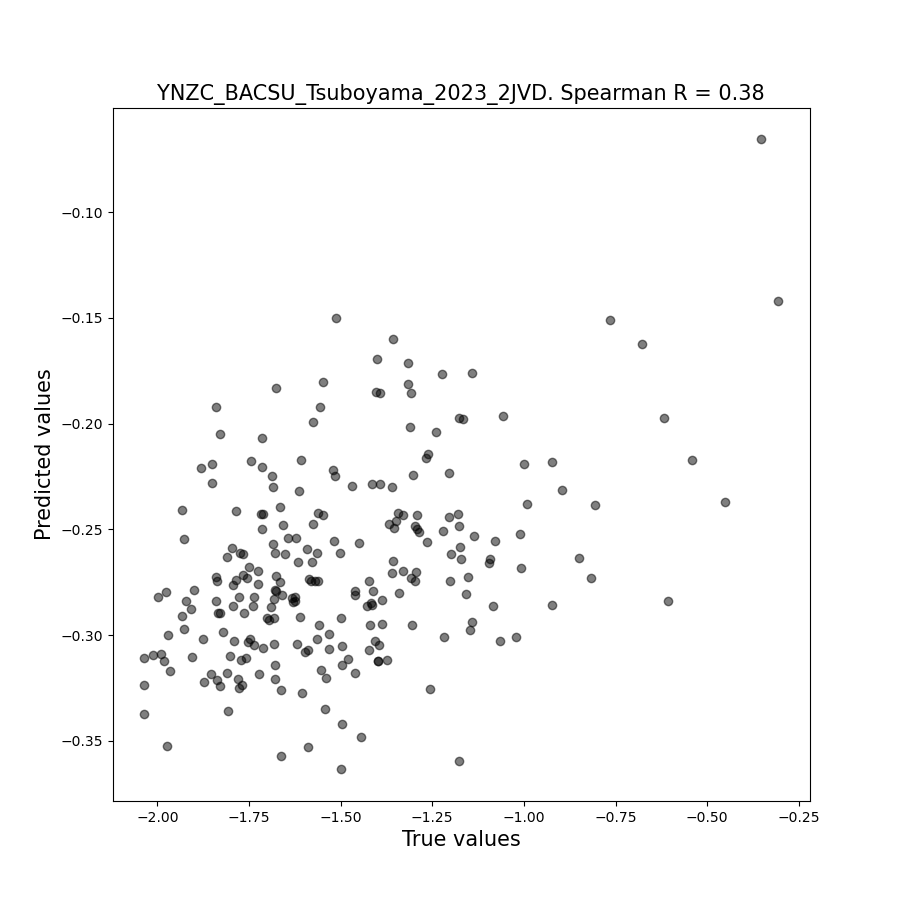 YNZC_BACSU_Tsuboyama_2023_2JVD. Spearman R = 0.38
Predicted values
−0.10
−0.15
−0.20
−0.25
−0.30
−0.35
−2.00 −1.75 −1.50 −1.25 −1.00 −0.75 −0.50 −0.25
True values